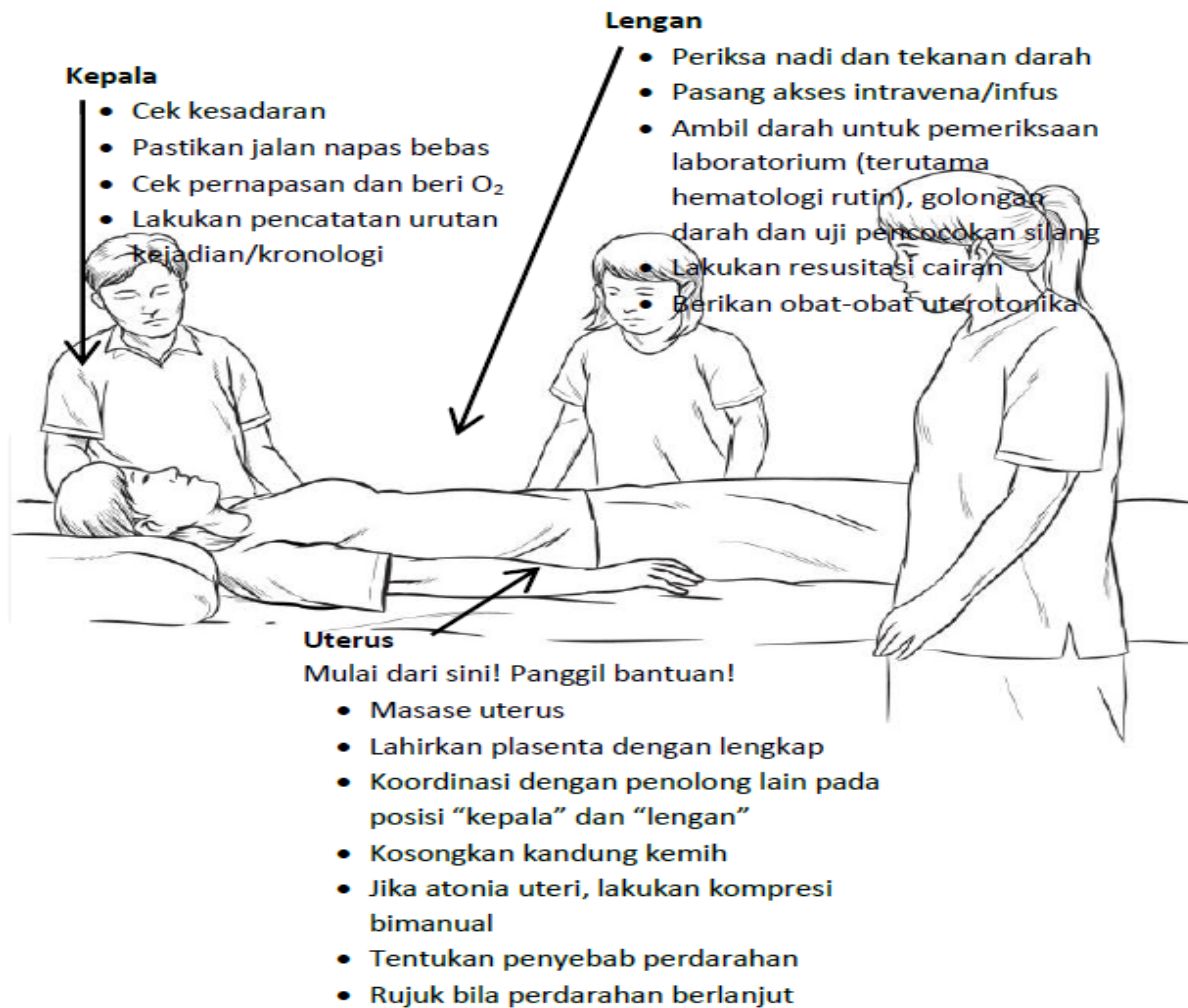 Kepala
• Cek kesadaran
• Pastikan jalan napas bebas
• Cek pernapasan dan beri O₂
• Lakukan pencatatan urutan
kejadian/kronologi
Lengan
• Periksa nadi dan tekanan darah
• Pasang akses intravena/infus
• Ambil darah untuk pemeriksaan
laboratorium (terutama
hematologi rutin), golongan
darah dan uji pencocokan silang
• Lakukan resusitasi cairan
• Berikan obat-obat uterotonika
Uterus
Mulai dari sini! Panggil bantuan!
• Masase uterus
• Lahirkan plasenta dengan lengkap
• Koordinasi dengan penolong lain pada
posisi “kepala” dan “lengan”
• Kosongkan kandung kemih
• Jika atonia uteri, lakukan kompresi
bimanual
• Tentukan penyebab perdarahan
• Rujuk bila perdarahan berlanjut